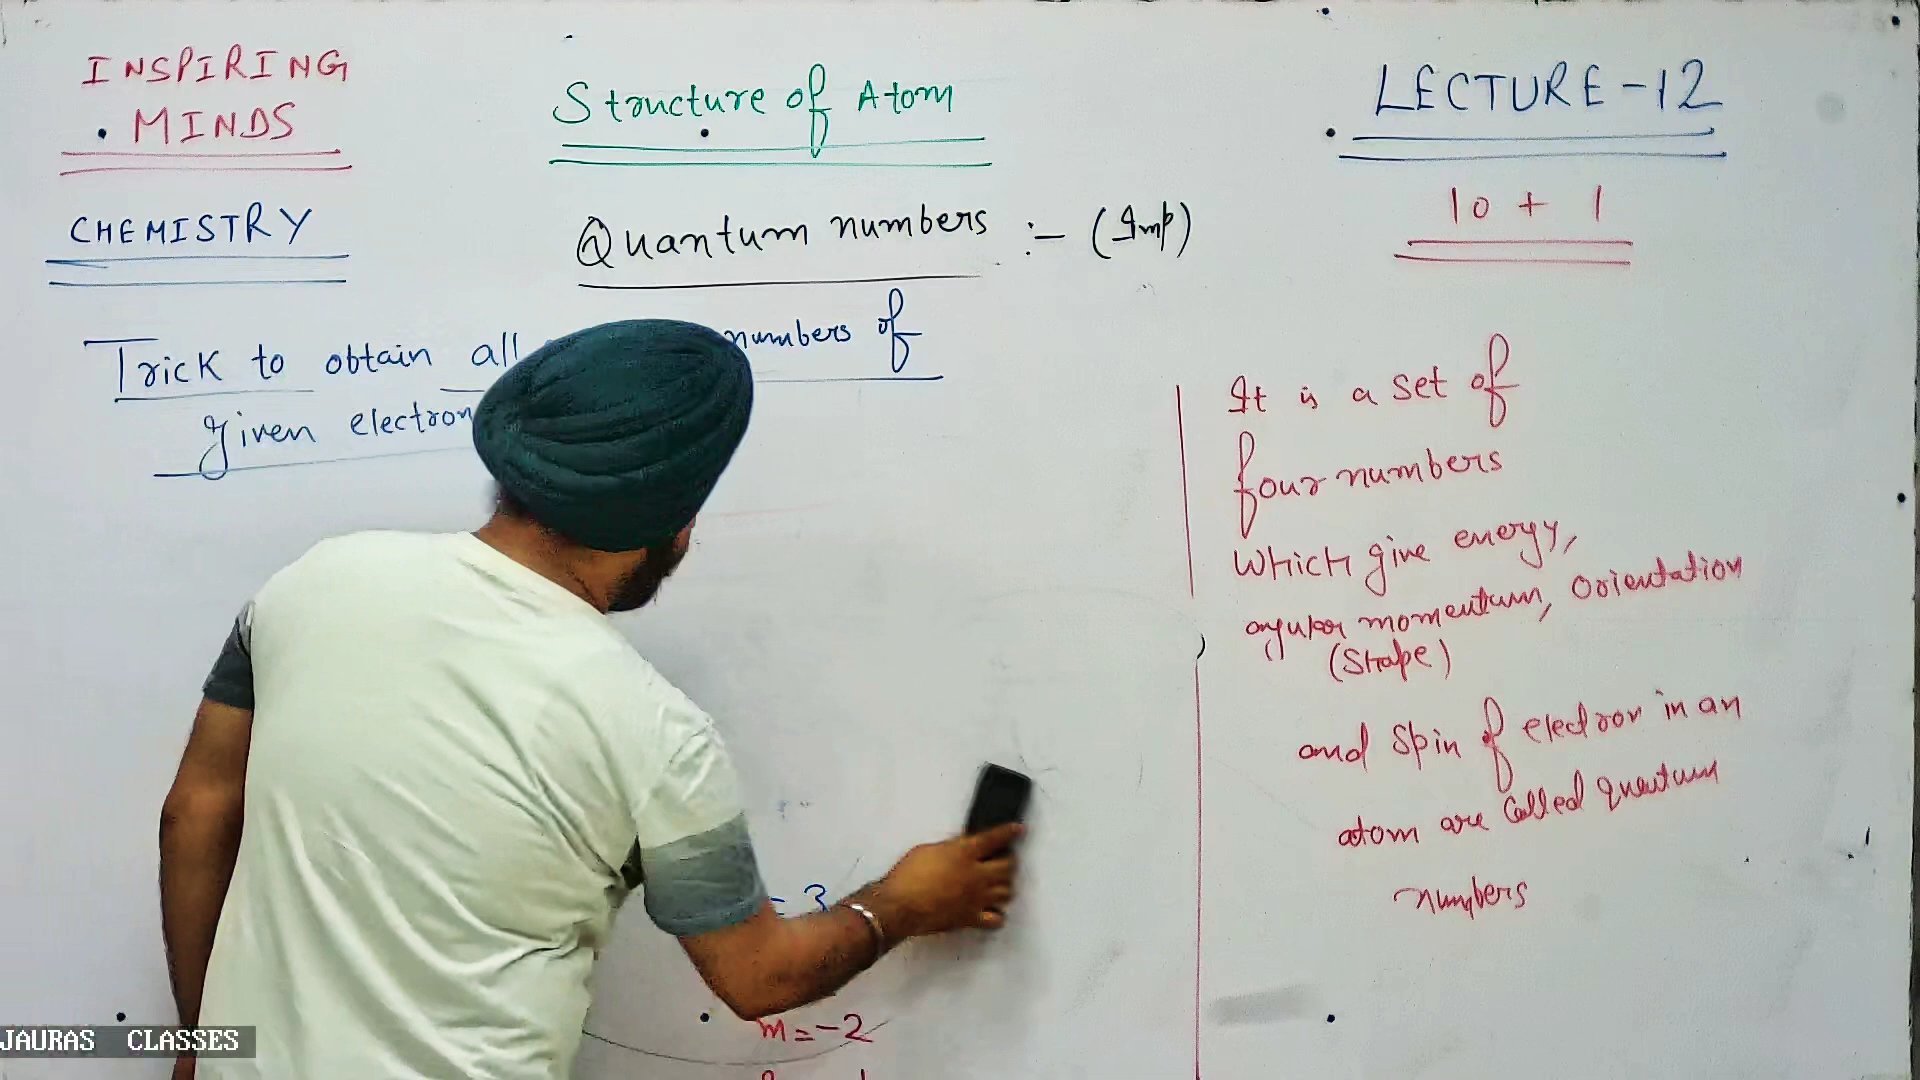 INSPIRING
MINDS
CHEMISTRY
Structure of Atom
Quantum numbers :- (Imp)
LECTURE-12
10 + 1
Trick to obtain all numbers of
given electron
= 3
m = -2
It is a set of
four numbers
which give energy,
angular momentum, orientation
(Shape)
and spin of electron in an
atom are called quantum
numbers
JAURAS CLASSES